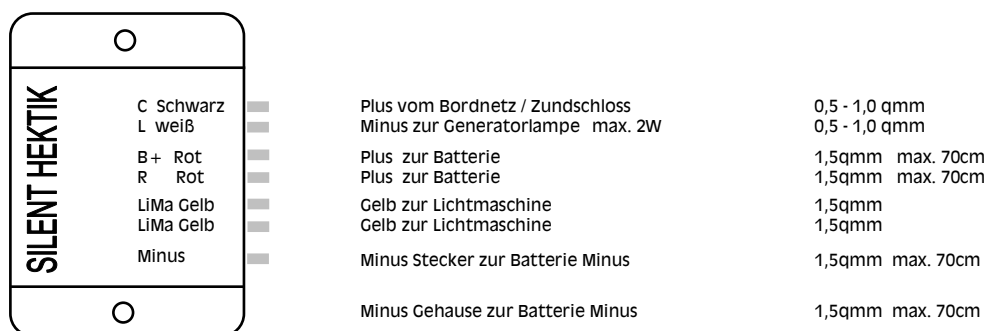 SILENT HEKTIK
C Schwarz Plus vom Bordnetz / Zundschloss 0,5 - 1,0 qmm
L weiß Minus zur Generatorlampe max. 2W 0,5 - 1,0 qmm
B+ Rot Plus zur Batterie 1,5qmm max. 70cm
R Rot Plus zur Batterie 1,5qmm max. 70cm
LiMa Gelb Gelb zur Lichtmaschine 1,5qmm
LiMa Gelb Gelb zur Lichtmaschine 1,5qmm
Minus Minus Stecker zur Batterie Minus 1,5qmm max. 70cm
Minus Gehause zur Batterie Minus 1,5qmm max. 70cm